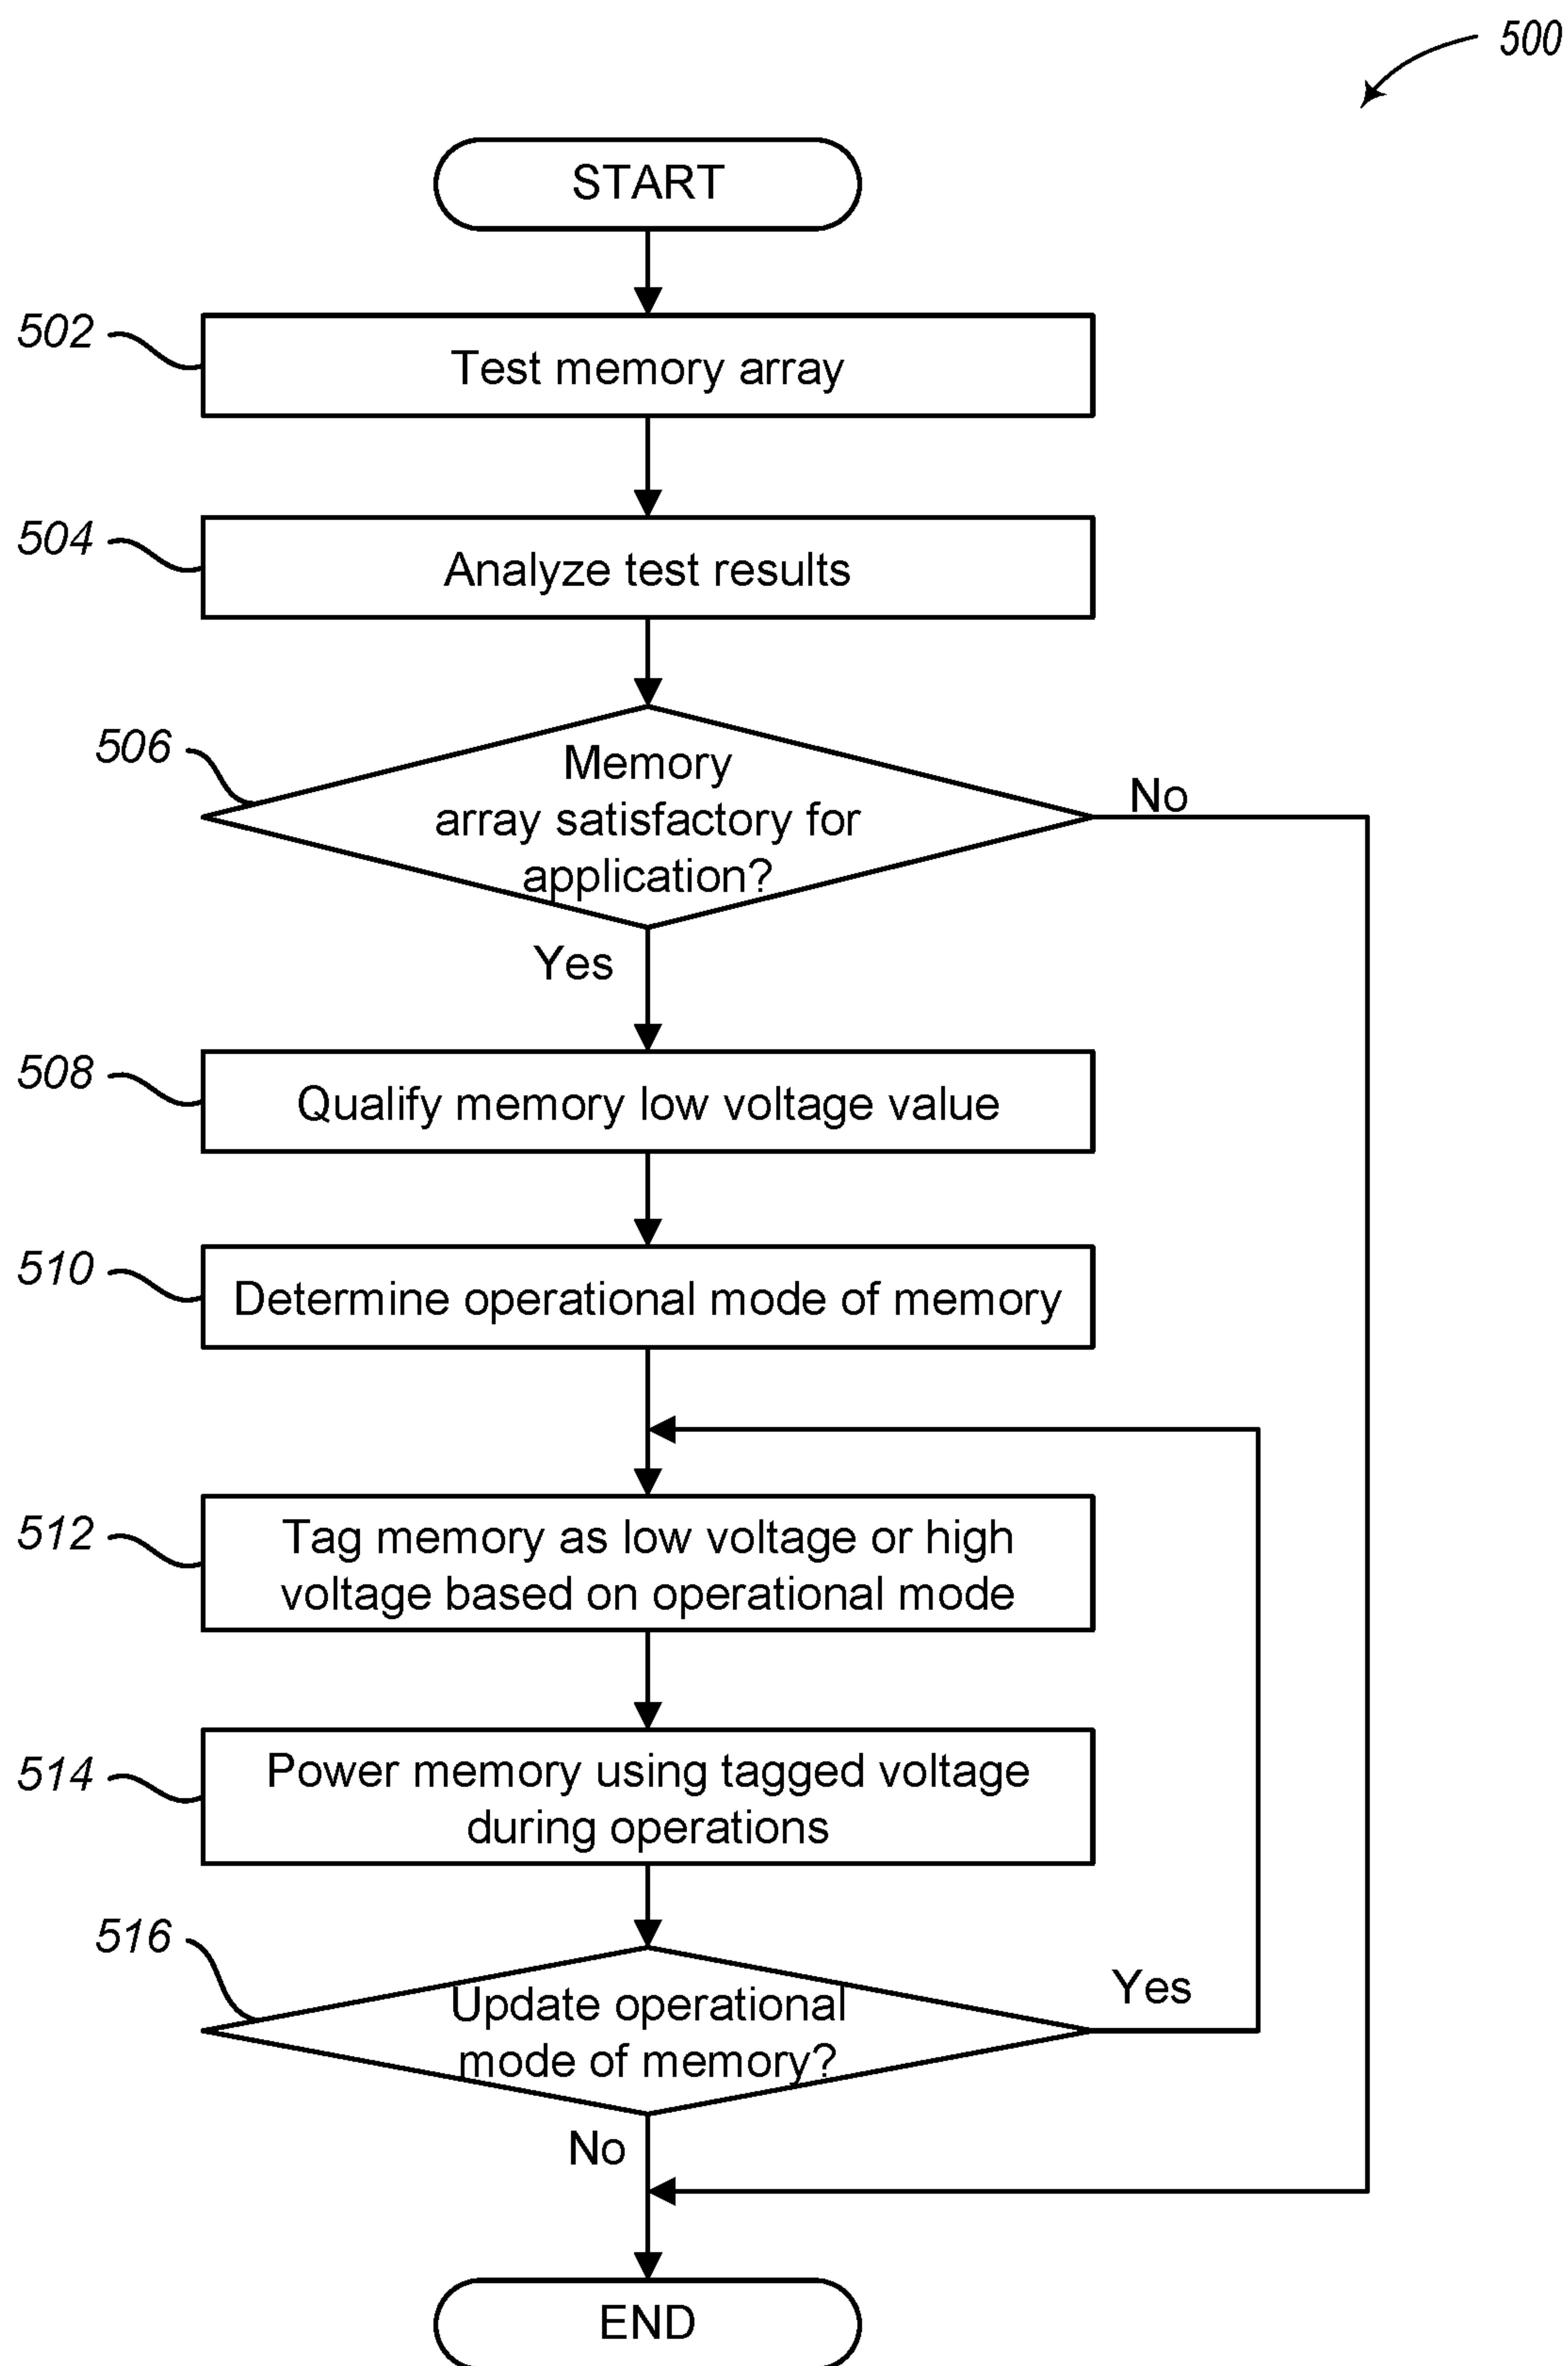 500
START
502
Test memory array
504
Analyze test results
506
Memory
array satisfactory for
application?
No
Yes
508
Qualify memory low voltage value
510
Determine operational mode of memory
512
Tag memory as low voltage or high
voltage based on operational mode
514
Power memory using tagged voltage
during operations
516
Update operational
mode of memory?
Yes
No
END